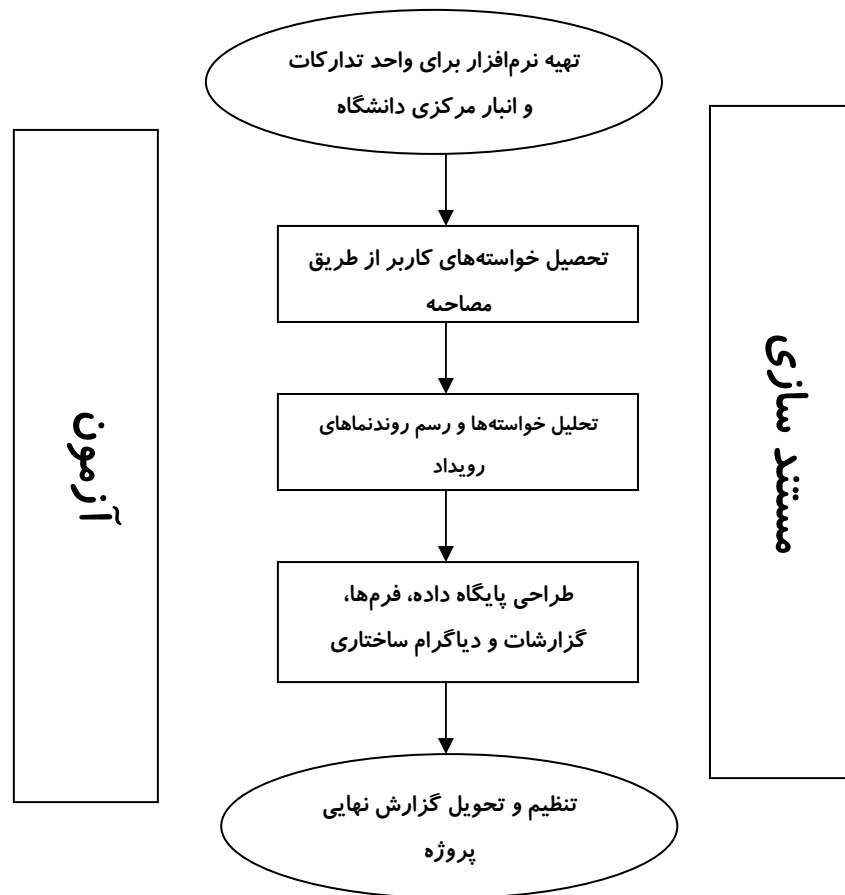 تهیه نرم‌افزار برای واحد تدارکات
و انبار مرکزی دانشگاه
تحصیل خواسته‌های کاربر از طریق
مصاحبه
تحلیل خواسته‌ها و رسم روندنماهای
رویداد
طراحی پایگاه داده، فرم‌ها،
گزارشات و دیاگرام ساختاری
تنظیم و تحویل گزارش نهایی
پروژه
مستند سازی
آزمون